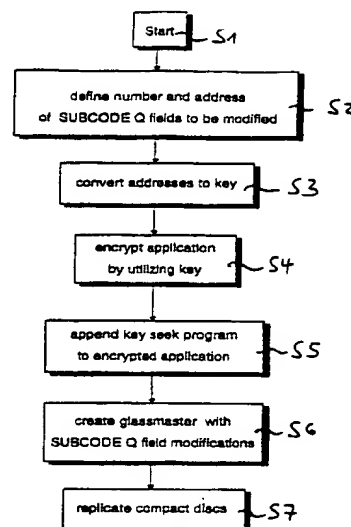 Start S1
define number and address S2
of SUBCODE Q fields to be modified
convert addresses to key S3
encrypt application S4
by utilizing key
append key seek program S5
to encrypted application
create glassmaster with S6
SUBCODE Q field modifications
replicate compact discs S7